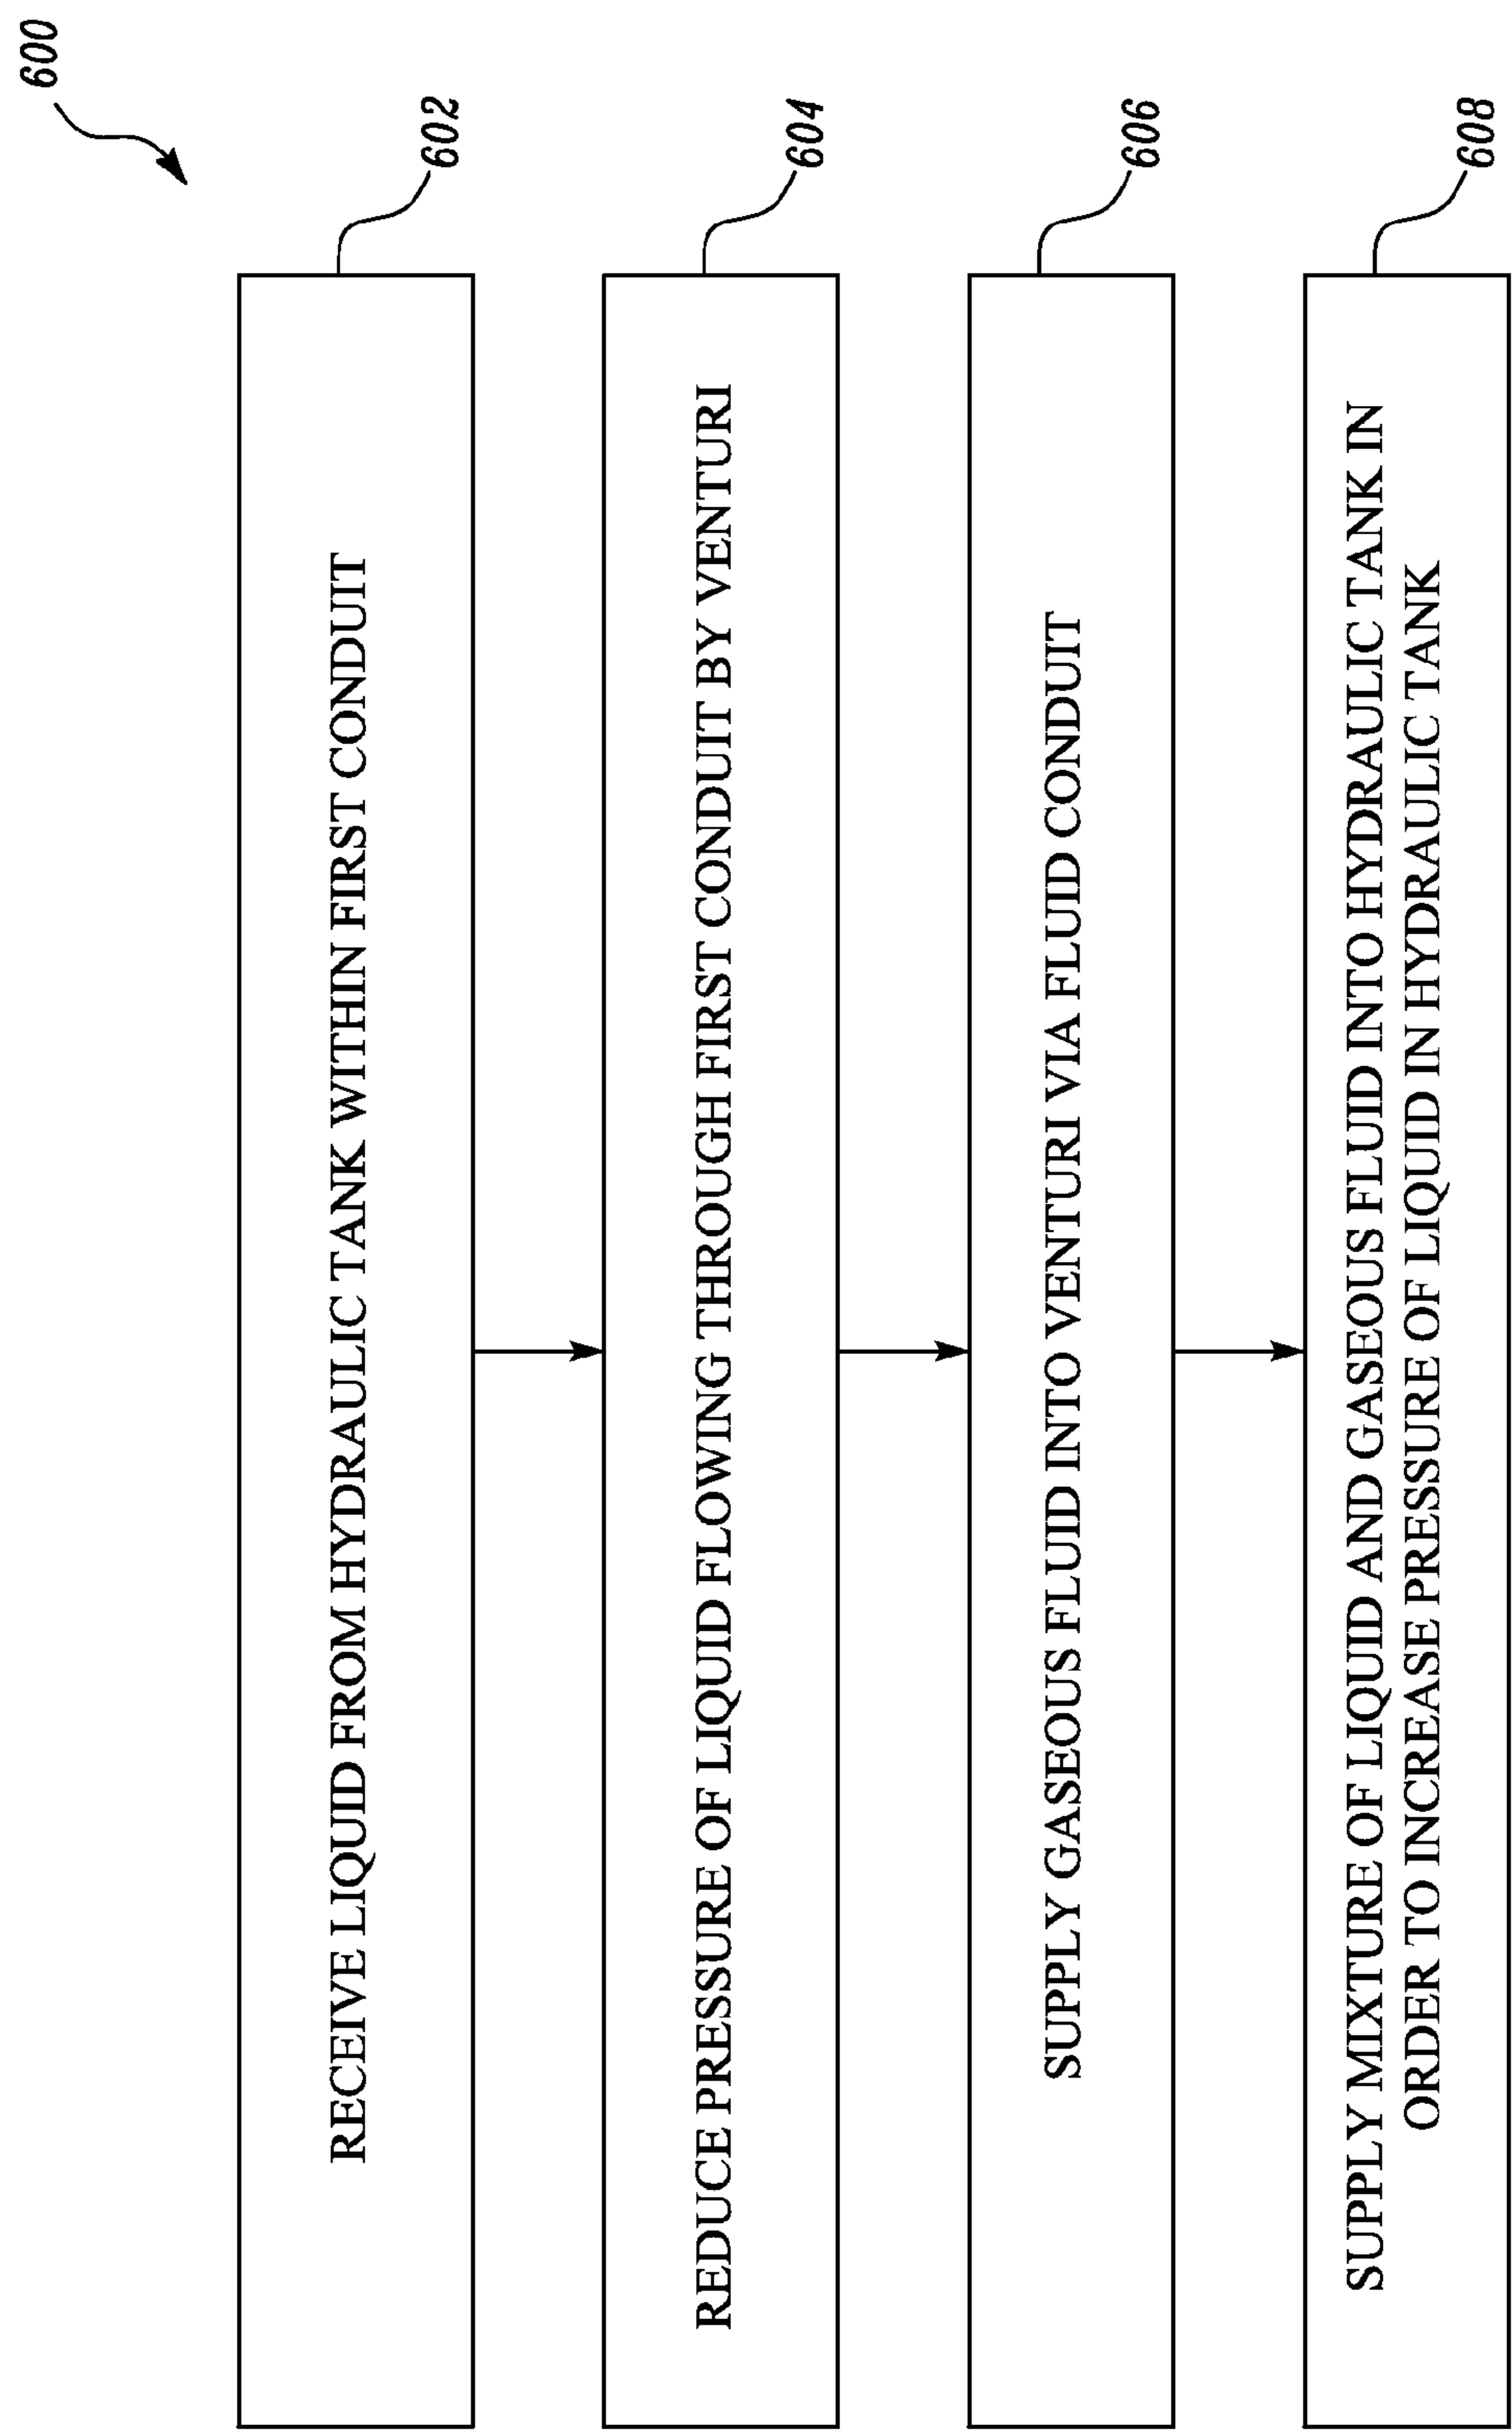 600
RECEIVE LIQUID FROM HYDRAULIC TANK WITHIN FIRST CONDUIT
602
REDUCE PRESSURE OF LIQUID FLOWING THROUGH FIRST CONDUIT BY VENTURI
604
SUPPLY GASEOUS FLUID INTO VENTURI VIA FLUID CONDUIT
606
SUPPLY MIXTURE OF LIQUID AND GASEOUS FLUID INTO HYDRAULIC TANK IN
ORDER TO INCREASE PRESSURE OF LIQUID IN HYDRAULIC TANK
608